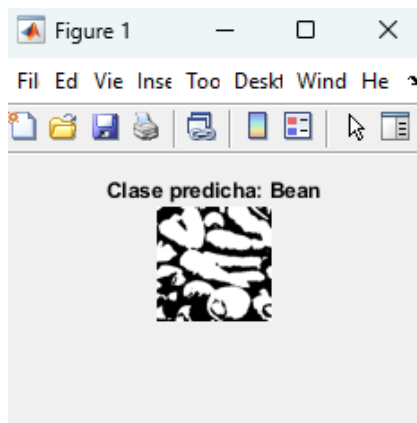 Figure 1
Fil Ed Vie Inse Too Deskt Wind He
Clase predicha: Bean